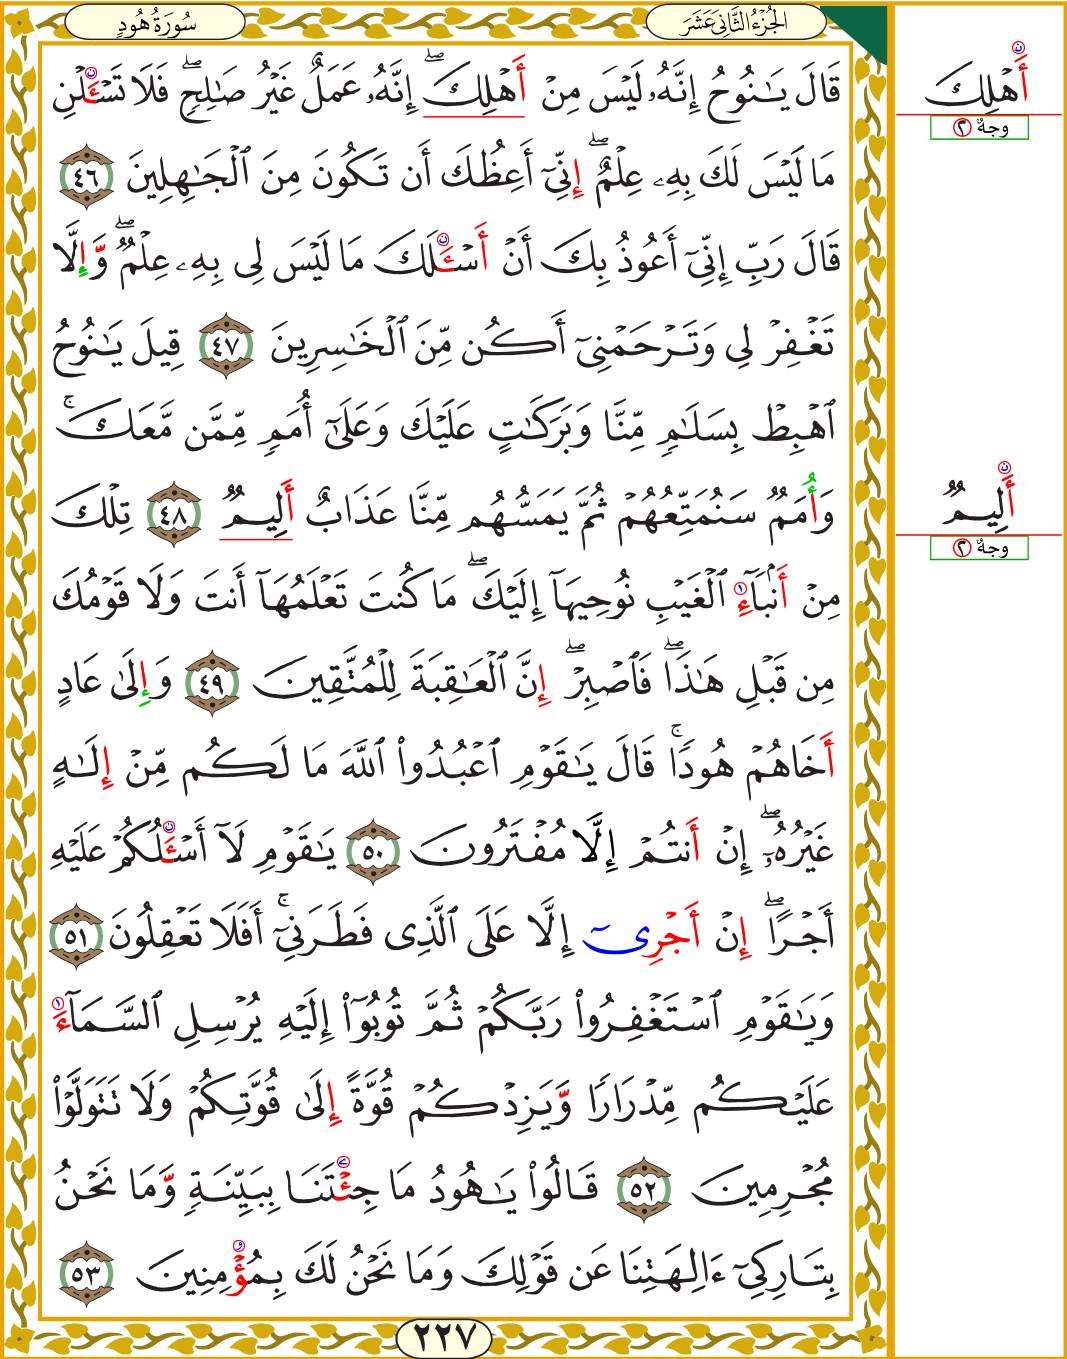 سُورَةُ هُودٍ
الجُزْءُ الثَّانِي عَشَرَ
قَالَ يَـٰنُوحُ إِنَّهُۥ لَيْسَ مِنْ أَهْلِكَ ۖ إِنَّهُۥ عَمَلٌ غَيْرُ صَـٰلِحٍ ۖ فَلَا تَسْـَٔلْنِ
مَا لَيْسَ لَكَ بِهِۦ عِلْمٌ ۖ إِنِّىٓ أَعِظُكَ أَن تَكُونَ مِنَ ٱلْجَـٰهِلِينَ ٤٦
قَالَ رَبِّ إِنِّىٓ أَعُوذُ بِكَ أَنْ أَسْـَٔلَكَ مَا لَيْسَ لِى بِهِۦ عِلْمٌ ۖ وَّإِلَّا
تَغْفِرْ لِى وَتَرْحَمْنِىٓ أَكُن مِّنَ ٱلْخَـٰسِرِينَ ٤٧ قِيلَ يَـٰنُوحُ
ٱهْبِطْ بِسَلَـٰمٍ مِّنَّا وَبَرَكَـٰتٍ عَلَيْكَ وَعَلَىٰٓ أُمَمٍ مِّمَّن مَّعَكَ ۚ
وَأُمَمٌ سَنُمَتِّعُهُمْ ثُمَّ يَمَسُّهُم مِّنَّا عَذَابٌ أَلِيمٌ ٤٨ تِلْكَ
مِنْ أَنۢبَآءِ ٱلْغَيْبِ نُوحِيهَآ إِلَيْكَ ۖ مَا كُنتَ تَعْلَمُهَآ أَنتَ وَلَا قَوْمُكَ
مِن قَبْلِ هَـٰذَا ۖ فَٱصْبِرْ ۖ إِنَّ ٱلْعَـٰقِبَةَ لِلْمُتَّقِينَ ٤٩ وَإِلَىٰ عَادٍ
أَخَاهُمْ هُودًا ۚ قَالَ يَـٰقَوْمِ ٱعْبُدُوا۟ ٱللَّهَ مَا لَكُم مِّنْ إِلَـٰهٍ
غَيْرُهُۥٓ ۖ إِنْ أَنتُمْ إِلَّا مُفْتَرُونَ ٥٠ يَـٰقَوْمِ لَآ أَسْـَٔلُكُمْ عَلَيْهِ
أَجْرًا ۖ إِنْ أَجْرِىٓ إِلَّا عَلَى ٱلَّذِى فَطَرَنِىٓ ۚ أَفَلَا تَعْقِلُونَ ٥١
وَيَـٰقَوْمِ ٱسْتَغْفِرُوا۟ رَبَّكُمْ ثُمَّ تُوبُوٓا۟ إِلَيْهِ يُرْسِلِ ٱلسَّمَآءَ
عَلَيْكُم مِّدْرَارًا وَّيَزِدْكُمْ قُوَّةً إِلَىٰ قُوَّتِكُمْ وَلَا تَتَوَلَّوْا۟
مُجْرِمِينَ ٥٢ قَالُوا۟ يَـٰهُودُ مَا جِئْتَنَا بِبَيِّنَةٍ وَّمَا نَحْنُ
بِتَارِكِىٓ ءَالِهَتِنَا عَن قَوْلِكَ وَمَا نَحْنُ لَكَ بِمُؤْمِنِينَ ٥٣
٢٢٧
أَهْلِكَ
وجهٌ ٢
أَلِيمٌ
وجهٌ ٢